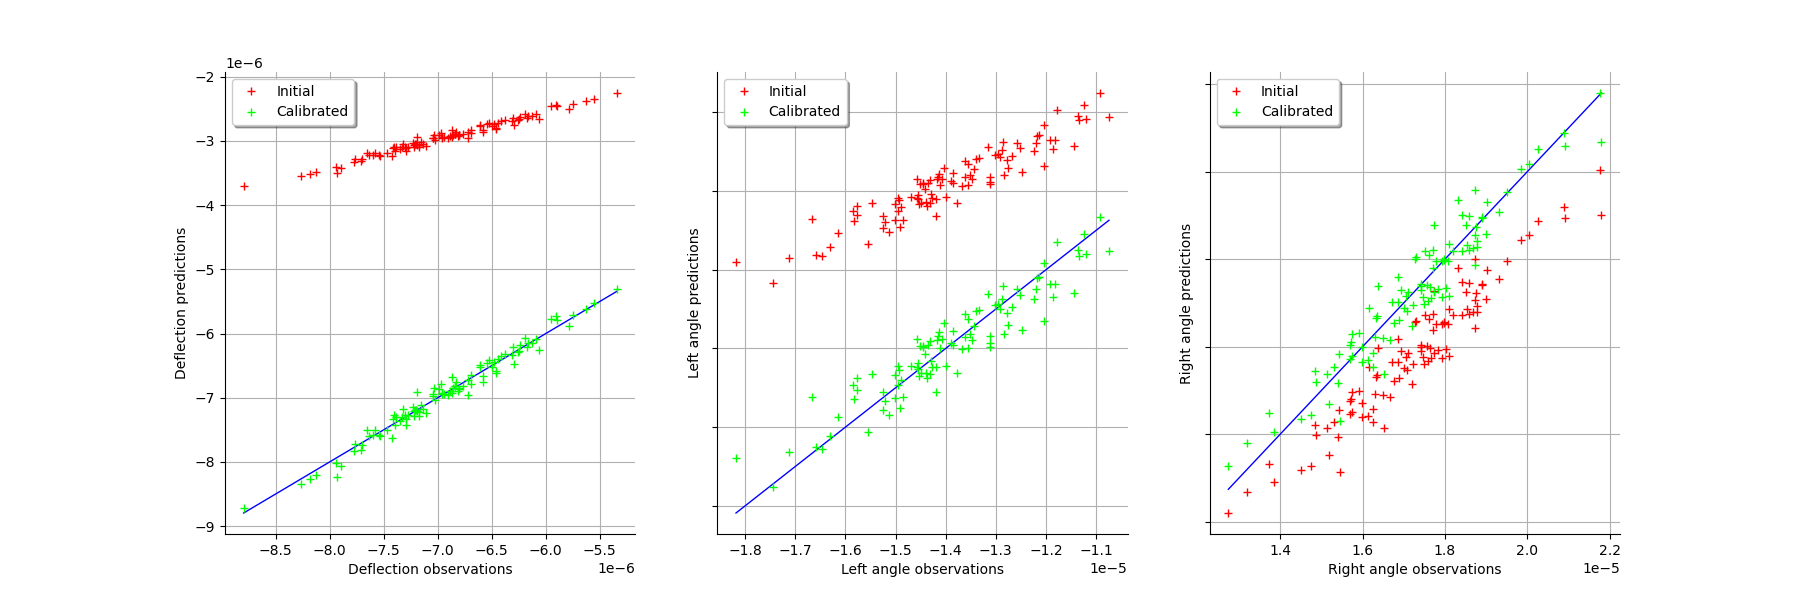 1e−6
Initial
Calibrated
−2
−3
−4
−5
−6
−7
−8
−9
Deflection predictions
−8.5 −8.0 −7.5 −7.0 −6.5 −6.0 −5.5
Deflection observations
1e−6
Initial
Calibrated
Left angle predictions
−1.8 −1.7 −1.6 −1.5 −1.4 −1.3 −1.2 −1.1
Left angle observations
1e−5
Initial
Calibrated
Right angle predictions
1.4 1.6 1.8 2.0 2.2
Right angle observations
1e−5